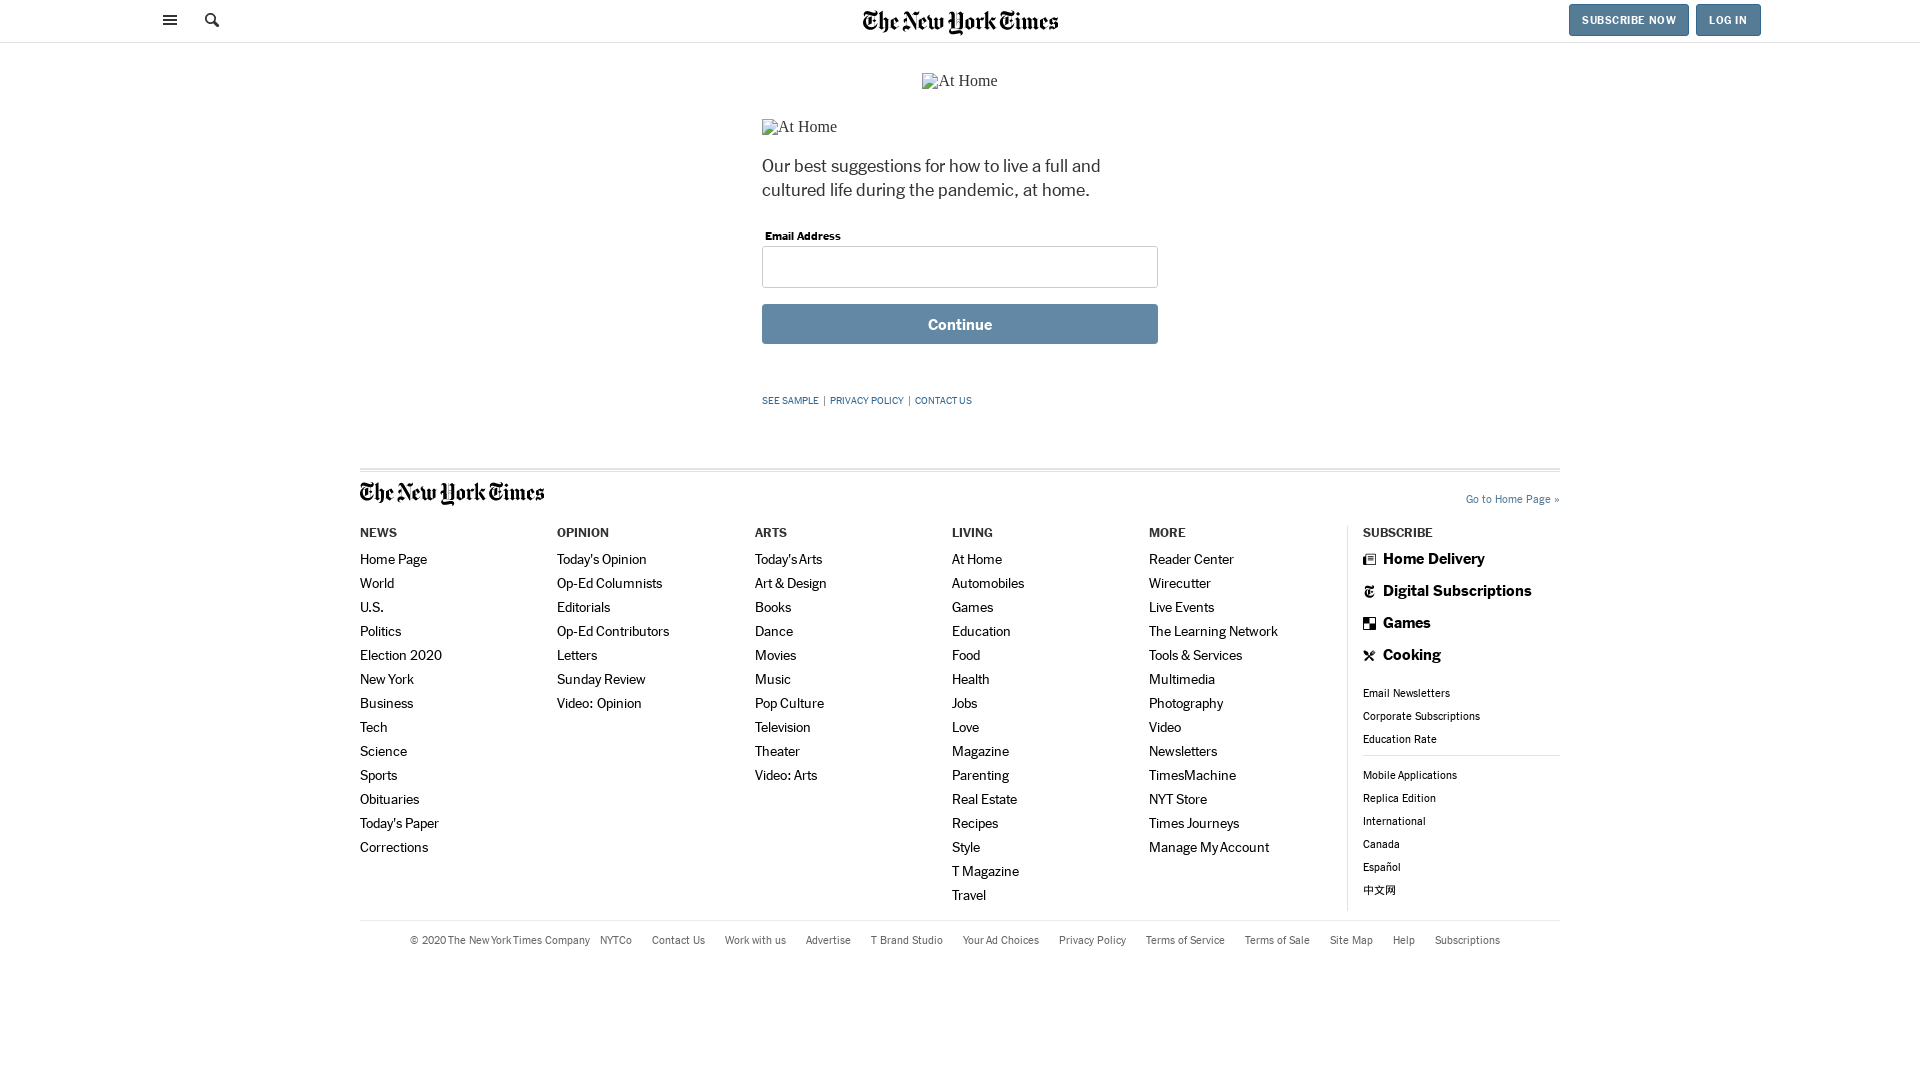 The New York Times
SUBSCRIBE NOW
LOG IN
At Home
At Home
Our best suggestions for how to live a full and
cultured life during the pandemic, at home.
Email Address
Continue
SEE SAMPLE | PRIVACY POLICY | CONTACT US
The New York Times
Go to Home Page »
NEWS
Home Page
World
U.S.
Politics
Election 2020
New York
Business
Tech
Science
Sports
Obituaries
Today's Paper
Corrections
OPINION
Today's Opinion
Op-Ed Columnists
Editorials
Op-Ed Contributors
Letters
Sunday Review
Video: Opinion
ARTS
Today's Arts
Art & Design
Books
Dance
Movies
Music
Pop Culture
Television
Theater
Video: Arts
LIVING
At Home
Automobiles
Games
Education
Food
Health
Jobs
Love
Magazine
Parenting
Real Estate
Recipes
Style
T Magazine
Travel
MORE
Reader Center
Wirecutter
Live Events
The Learning Network
Tools & Services
Multimedia
Photography
Video
Newsletters
TimesMachine
NYT Store
Times Journeys
Manage My Account
SUBSCRIBE
Home Delivery
Digital Subscriptions
Games
Cooking
Email Newsletters
Corporate Subscriptions
Education Rate
Mobile Applications
Replica Edition
International
Canada
Español
中文网
© 2020 The New York Times Company NYTCo Contact Us Work with us Advertise T Brand Studio Your Ad Choices Privacy Policy Terms of Service Terms of Sale Site Map Help Subscriptions